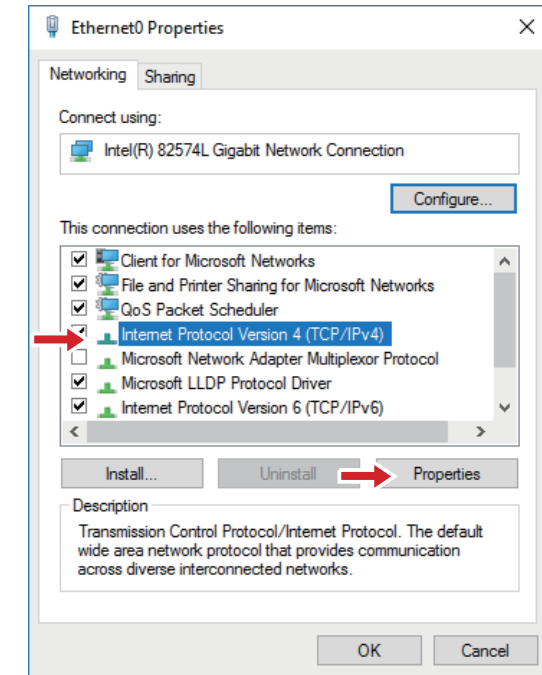 Ethernet0 Properties
Networking
Sharing
Connect using:
Intel(R) 82574L Gigabit Network Connection
Configure...
This connection uses the following items:
Client for Microsoft Networks
File and Printer Sharing for Microsoft Networks
QoS Packet Scheduler
Internet Protocol Version 4 (TCP/IPv4)
Microsoft Network Adapter Multiplexor Protocol
Microsoft LLDP Protocol Driver
Internet Protocol Version 6 (TCP/IPv6)
Install...
Uninstall
Properties
Description
Transmission Control Protocol/Internet Protocol. The default
wide area network protocol that provides communication
across diverse interconnected networks.
OK
Cancel